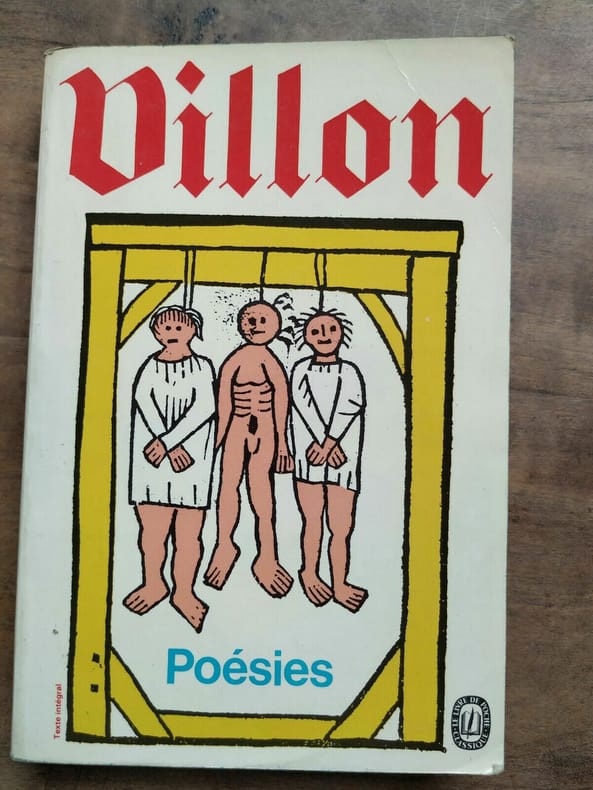 Villon
Poésies
Texte intégral
LE LIVRE DE POCHE
CLASSIQUE